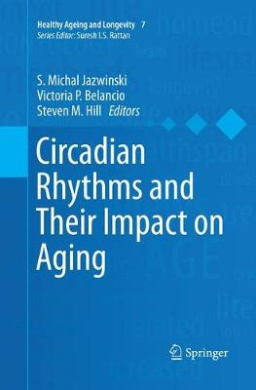 Healthy Ageing and Longevity 7
Series Editor: Suresh I.S. Rattan
S. Michal Jazwinski
Victoria P. Belancio
Steven M. Hill Editors
Circadian
Rhythms and
Their Impact on
Aging
AGE
Springer